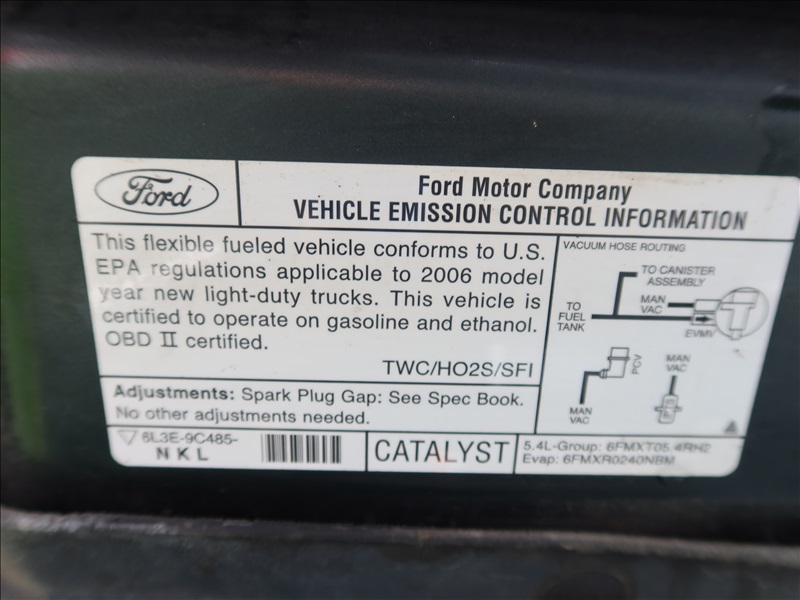 Ford
Ford Motor Company
VEHICLE EMISSION CONTROL INFORMATION
This flexible fueled vehicle conforms to U.S.
EPA regulations applicable to 2006 model
year new light-duty trucks. This vehicle is
certified to operate on gasoline and ethanol.
OBD II certified.
TWC/HO2S/SFI
Adjustments: Spark Plug Gap: See Spec Book.
No other adjustments needed.
6L3E-9C485-
N K L
CATALYST
5.4L-Group: 6FMXT05.4RH2
Evap: 6FMXR0240NBM
VACUUM HOSE ROUTING
TO CANISTER
ASSEMBLY
TO
FUEL
TANK
MAN
VAC
EVMV
PCV
MAN
VAC
MAN
VAC